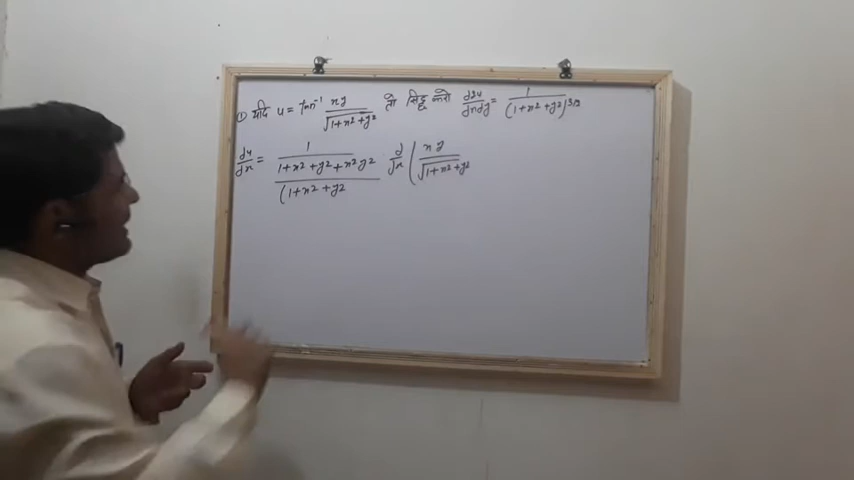 ① यदि u = tan⁻¹ xy/√(1+x²+y²) तो सिद्ध करो d²u/dxdy = 1/(1+x²+y²)^3/2
du/dx = 1/((1+x²+y²+x²y²)/(1+x²+y²) d/dx (xy/√(1+x²+y²)